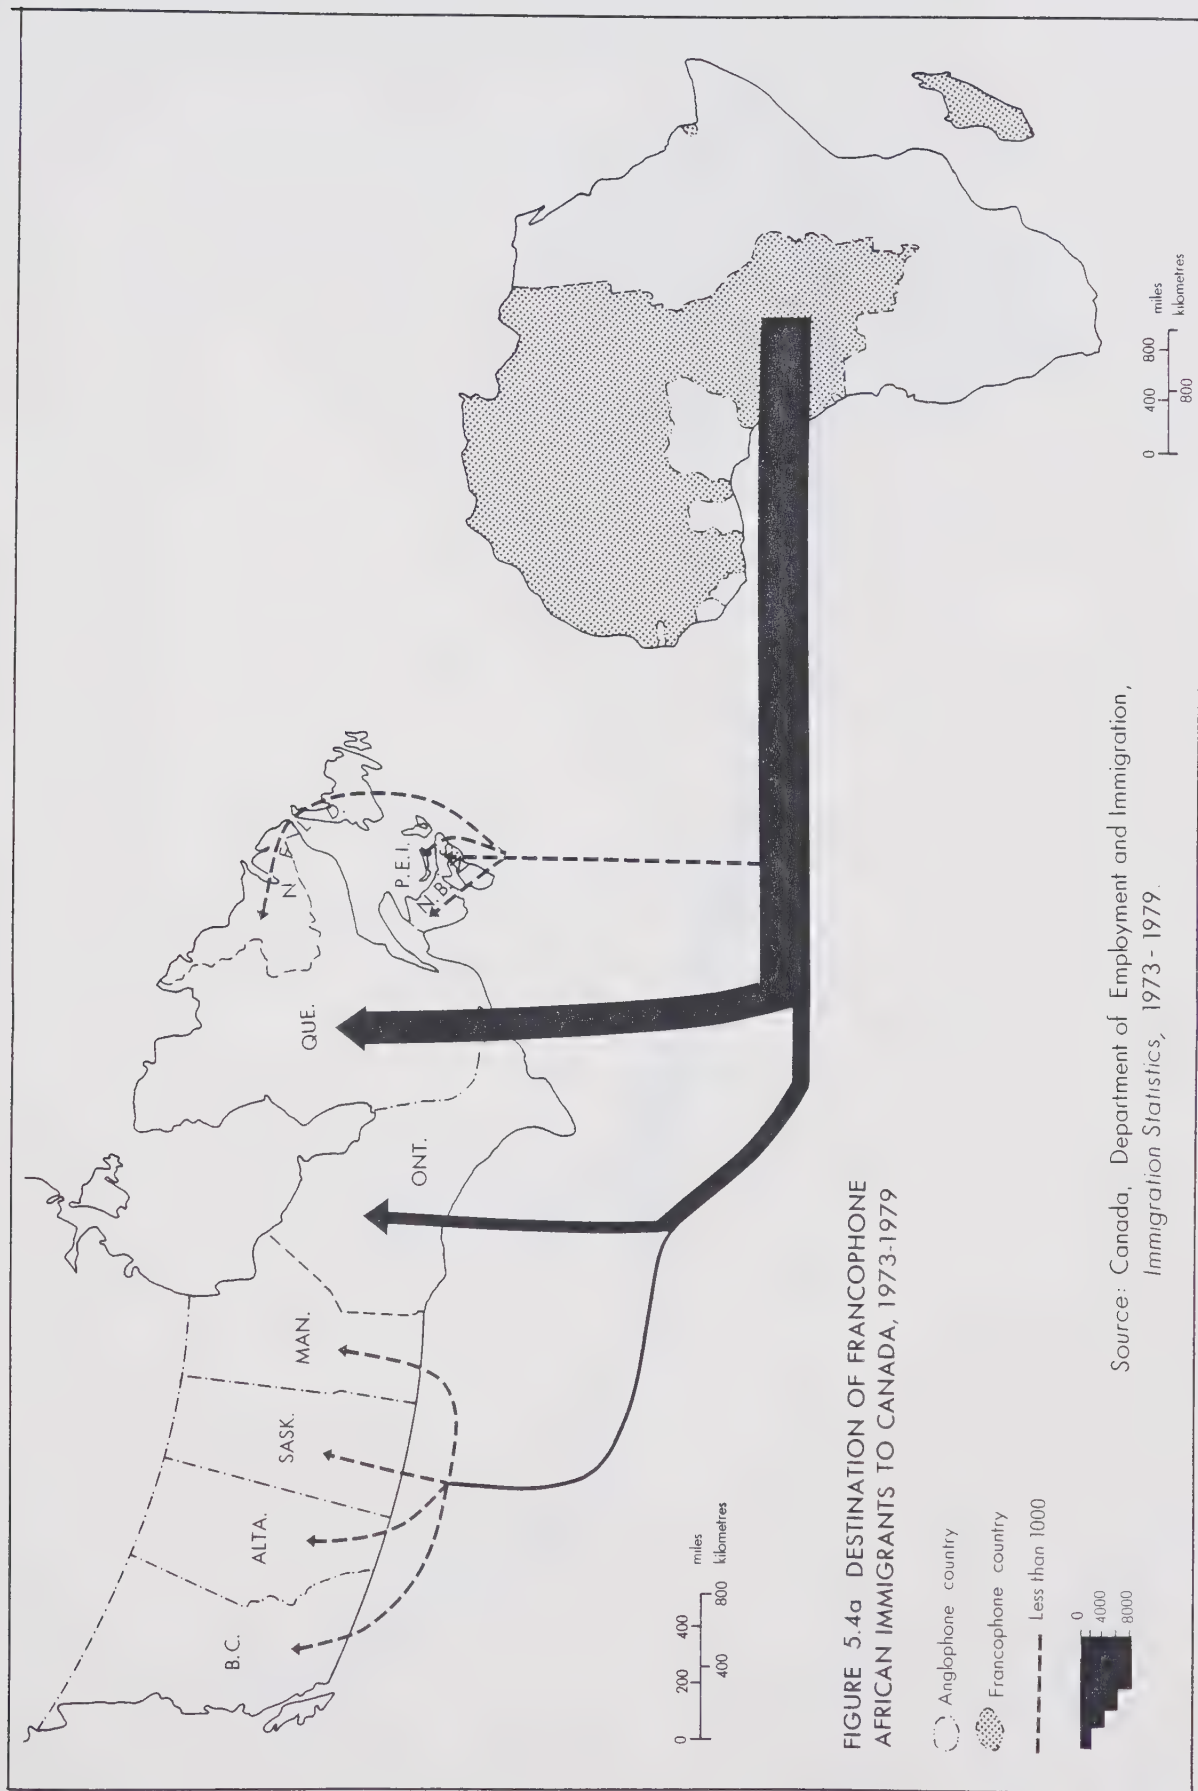 N F L
P.E.I.
N.B.
QUE.
ONT.
MAN.
SASK.
ALTA.
B.C.
0 200 400 miles
400 800 kilometres
0 400 800 miles
800 kilometres
FIGURE 5.4a DESTINATION OF FRANCOPHONE
AFRICAN IMMIGRANTS TO CANADA, 1973-1979
Anglophone country
Francophone country
Less than 1000
0
4000
8000
Source: Canada, Department of Employment and Immigration,
Immigration Statistics, 1973 - 1979.